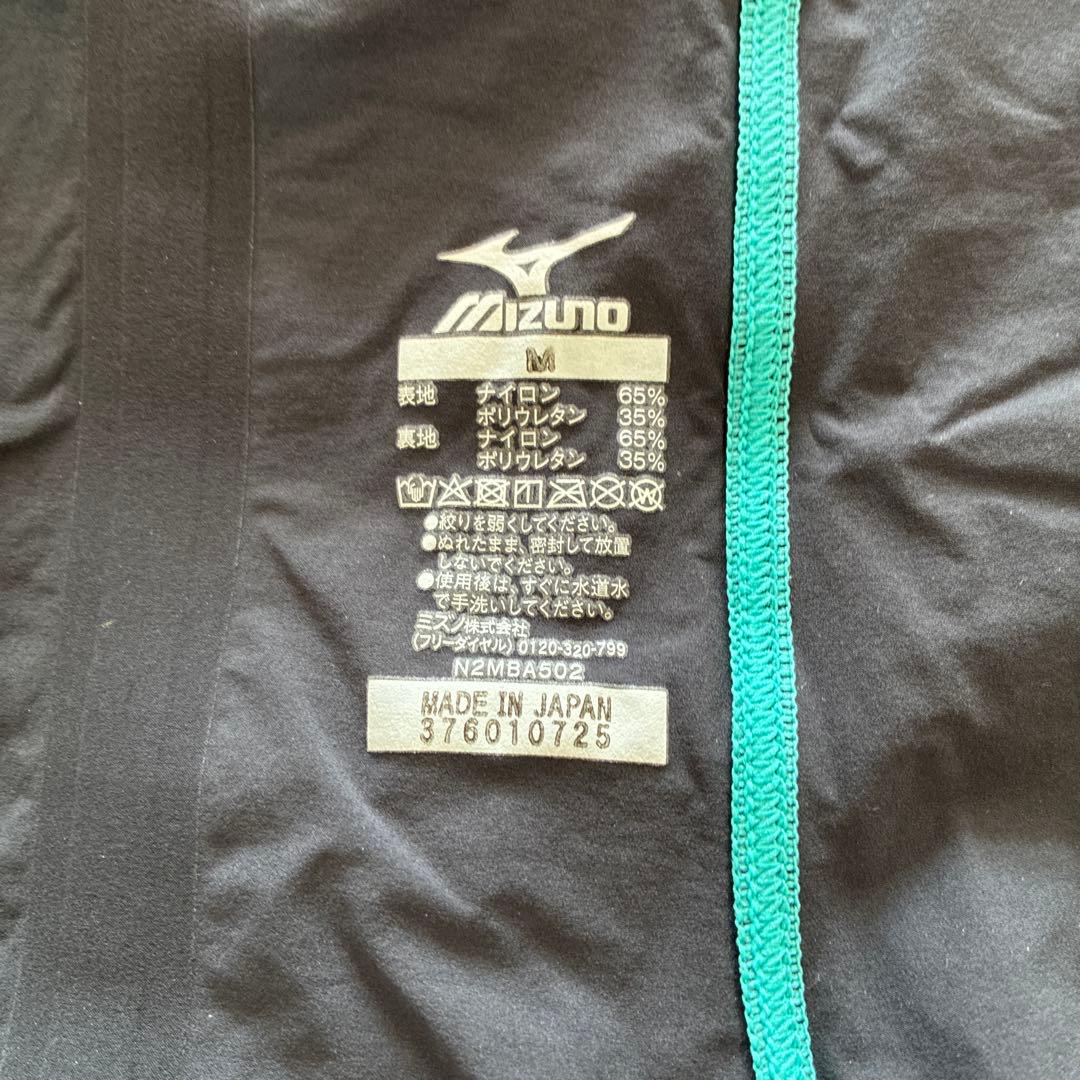 MIZUNO
M
表地 ナイロン 65%
ポリウレタン 35%
裏地 ナイロン 65%
ポリウレタン 35%
●絞りを弱くしてください。
●ぬれたまま、密封して放置
しないでください。
●使用後は、すぐに水道水
で手洗いしてください。
ミズノ株式会社
(フリーダイヤル) 0120-320-799
N2MBA502
MADE IN JAPAN
376010725